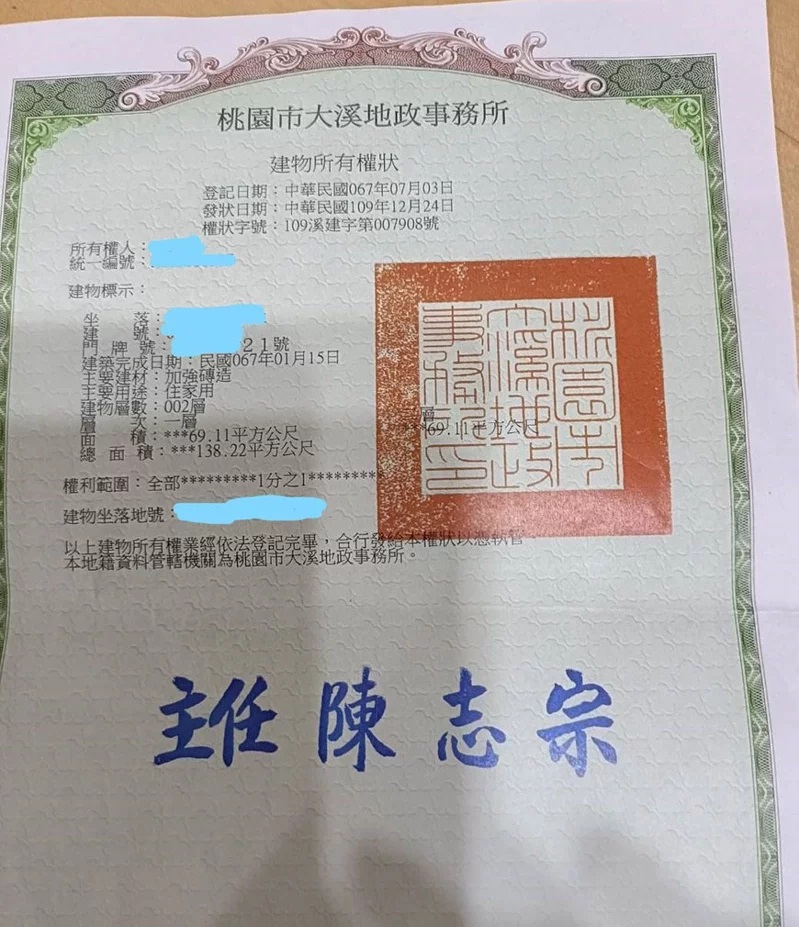 桃園市大溪地政事務所
建物所有權狀
登記日期：中華民國067年07月03日
發狀日期：中華民國109年12月24日
權狀字號：109溪建字第007908號
所有權人：
統一編號：
建物標示：
坐落：
建號：
門牌號：21號
建築完成日期：民國067年01月15日
主要建材：加強磚造
主要用途：住家用
建物層數：002層
層次：一層 層
面積：***69.11平方公尺 ***69.11平方公尺
總面積：***138.22平方公尺
權利範圍：全部*********1分之1********
建物坐落地號：
以上建物所有權業經依法登記完畢，合行發給本權狀以憑執管
本地籍資料管轄機關為桃園市大溪地政事務所。
桃園市大溪地政事務所印
主任 陳志宗